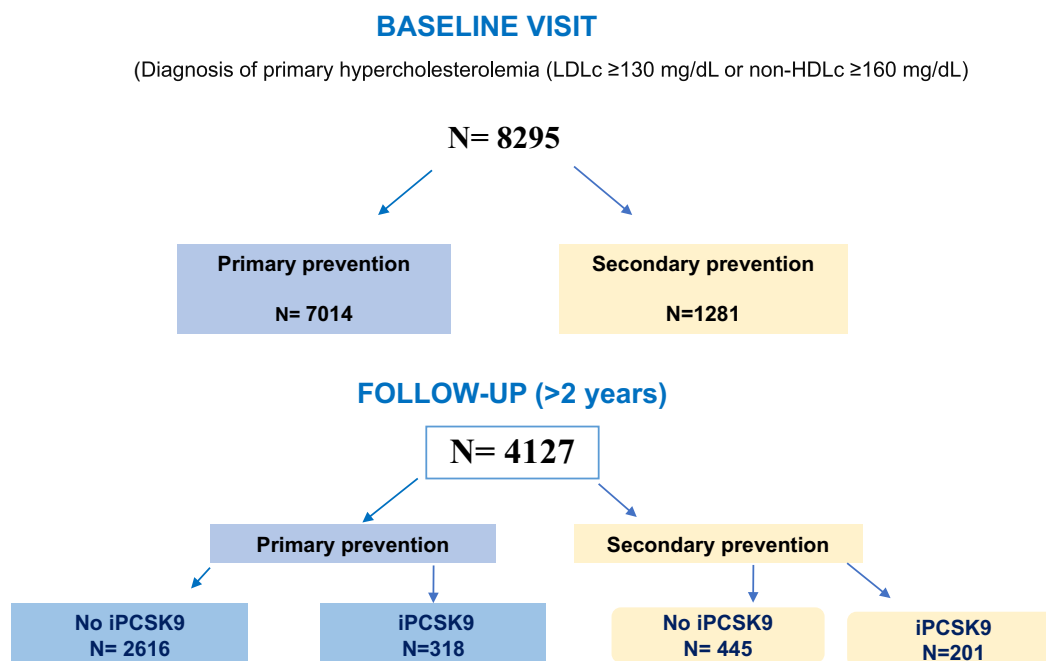 BASELINE VISIT
(Diagnosis of primary hypercholesterolemia (LDLc ≥130 mg/dL or non-HDLc ≥160 mg/dL)
N= 8295
Primary prevention
N= 7014
Secondary prevention
N=1281
FOLLOW-UP (>2 years)
N= 4127
Primary prevention
Secondary prevention
No iPCSK9
N= 2616
iPCSK9
N=318
No iPCSK9
N= 445
iPCSK9
N=201